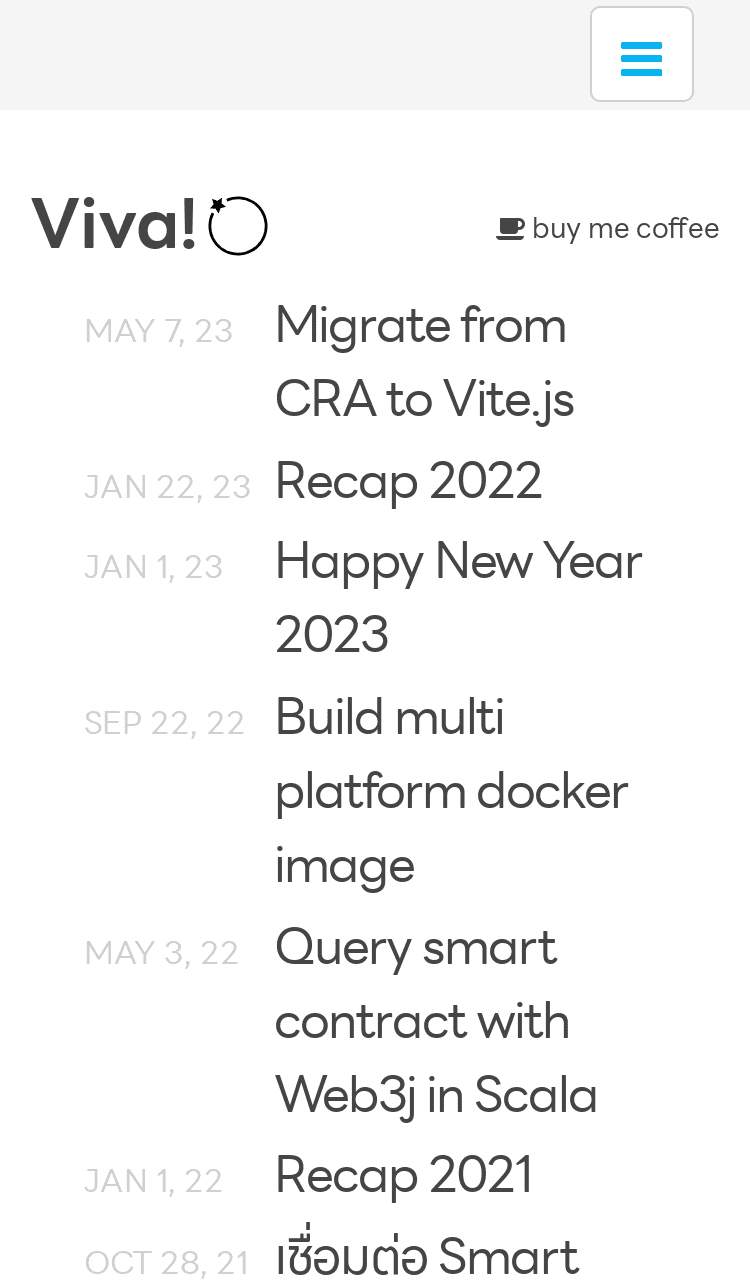 Viva!
buy me coffee
MAY 7, 23 Migrate from
CRA to Vite.js
JAN 22, 23 Recap 2022
JAN 1, 23 Happy New Year
2023
SEP 22, 22 Build multi
platform docker
image
MAY 3, 22 Query smart
contract with
Web3j in Scala
JAN 1, 22 Recap 2021
OCT 28, 21 เชื่อมต่อ Smart